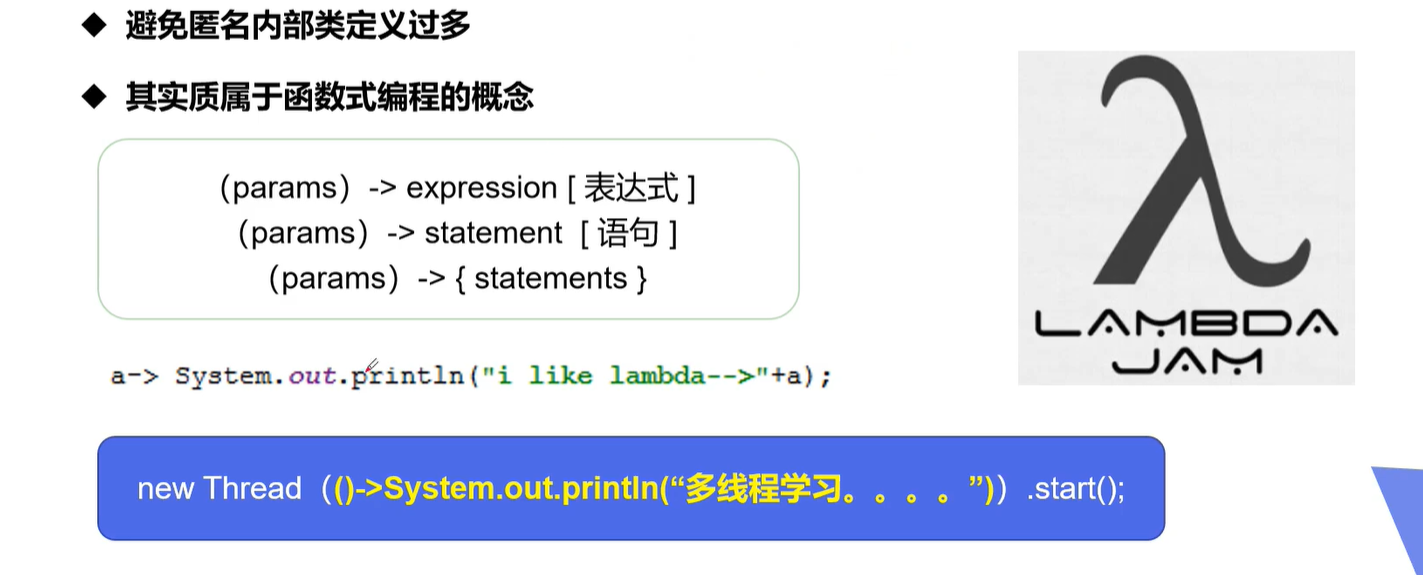 ◆ 避免匿名内部类定义过多
◆ 其实质属于函数式编程的概念
（params）-> expression [ 表达式 ]
（params）-> statement [ 语句 ]
（params）-> { statements }
a-> System.out.println("i like lambda-->"+a);
new Thread（()->System.out.println(“多线程学习。。。。”)）.start();
λ
LAMBDA
JAM